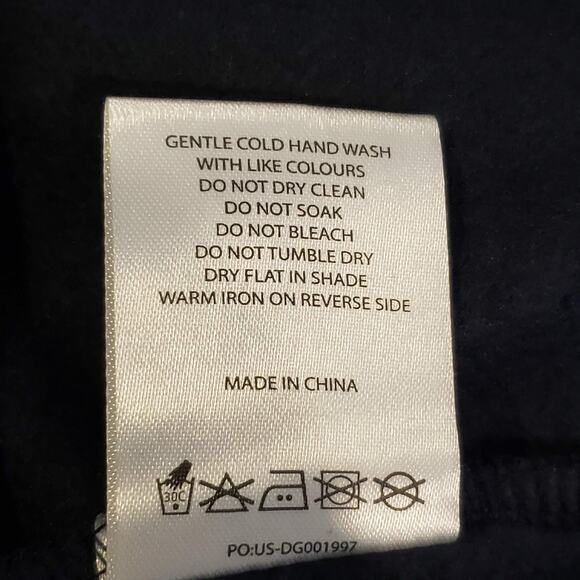 GENTLE COLD HAND WASH
WITH LIKE COLOURS
DO NOT DRY CLEAN
DO NOT SOAK
DO NOT BLEACH
DO NOT TUMBLE DRY
DRY FLAT IN SHADE
WARM IRON ON REVERSE SIDE
MADE IN CHINA
30C
PO:US-DG001997